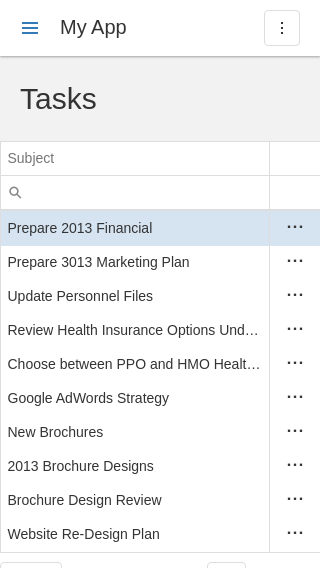 My App
Tasks
Subject
Prepare 2013 Financial
Prepare 3013 Marketing Plan
Update Personnel Files
Review Health Insurance Options Und…
Choose between PPO and HMO Healt…
Google AdWords Strategy
New Brochures
2013 Brochure Designs
Brochure Design Review
Website Re-Design Plan